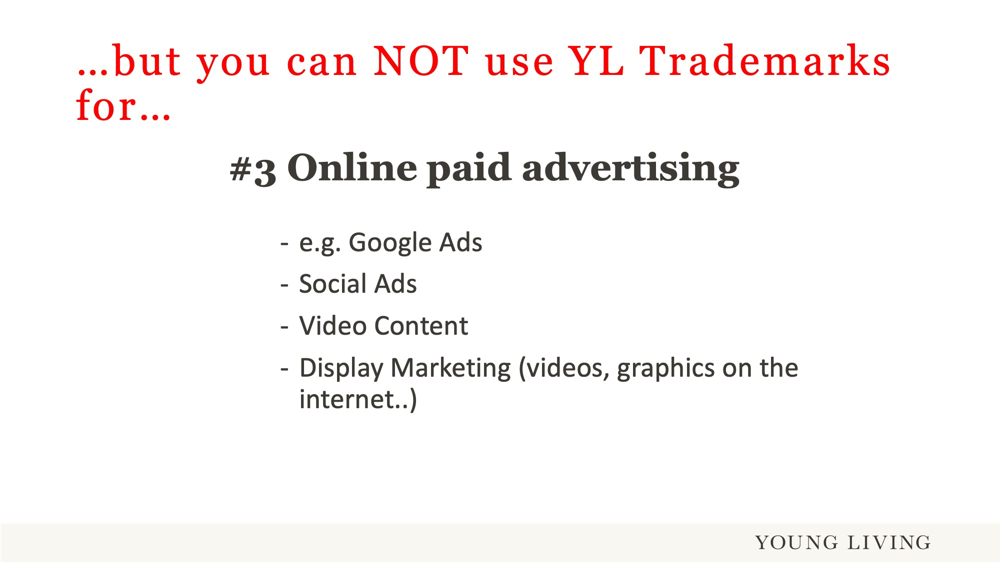 ...but you can NOT use YL Trademarks
for...
#3 Online paid advertising
- e.g. Google Ads
- Social Ads
- Video Content
- Display Marketing (videos, graphics on the
internet..)
YOUNG LIVING